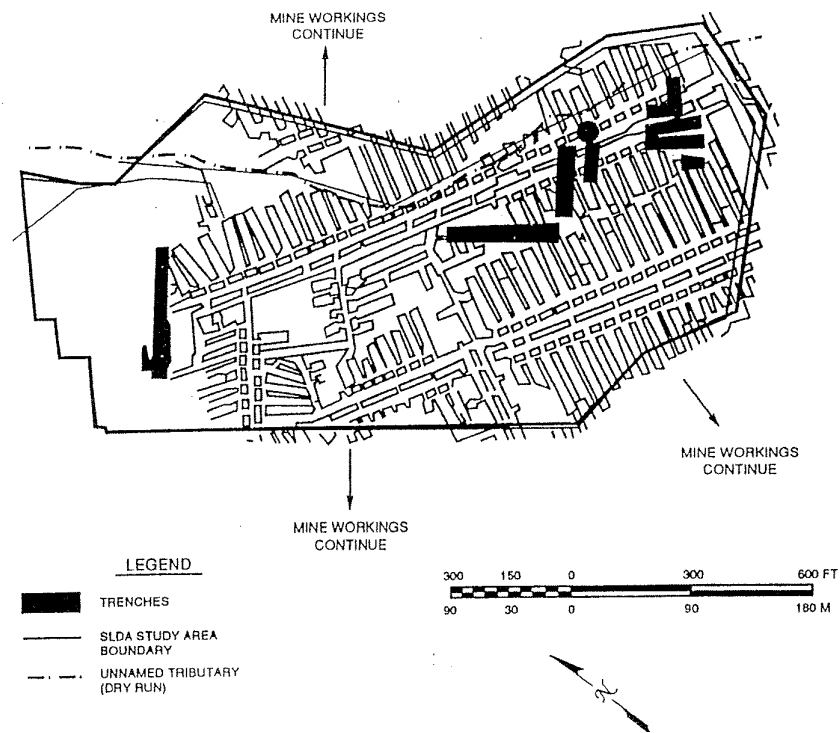 MINE WORKINGS
CONTINUE
MINE WORKINGS
CONTINUE
MINE WORKINGS
CONTINUE
LEGEND
TRENCHES
SLDA STUDY AREA
BOUNDARY
UNNAMED TRIBUTARY
(DRY RUN)
300 150 0 300 600 FT
90 30 0 90 180 M
N